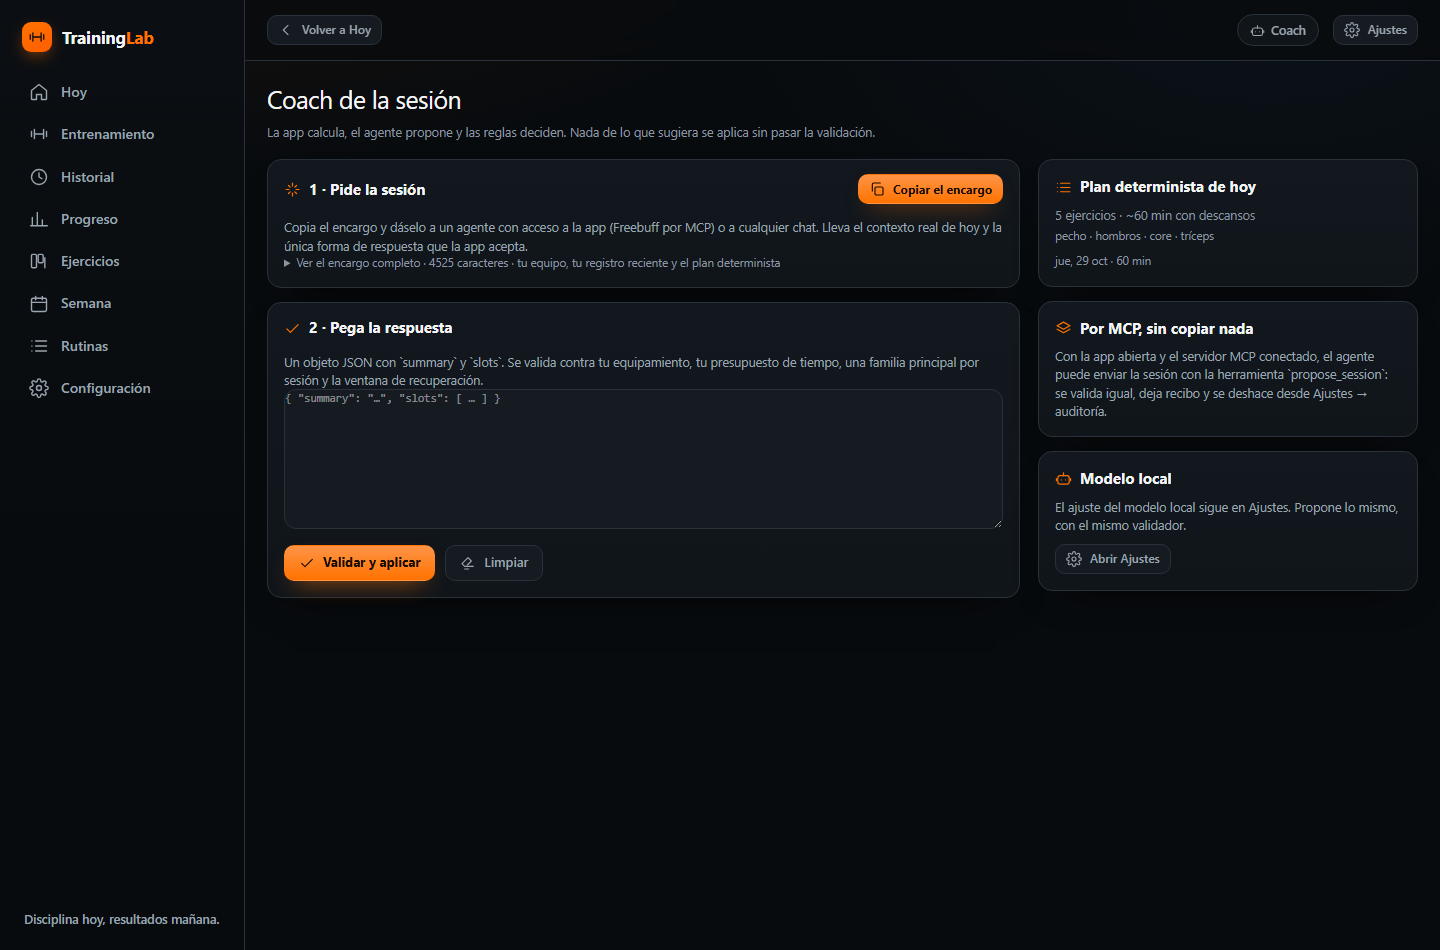 TrainingLab
Hoy
Entrenamiento
Historial
Progreso
Ejercicios
Semana
Rutinas
Configuración
Disciplina hoy, resultados mañana.
Volver a Hoy
Coach
Ajustes
Coach de la sesión
La app calcula, el agente propone y las reglas deciden. Nada de lo que sugiera se aplica sin pasar la validación.
1 · Pide la sesión
Copiar el encargo
Copia el encargo y dáselo a un agente con acceso a la app (Freebuff por MCP) o a cualquier chat. Lleva el contexto real de hoy y la
única forma de respuesta que la app acepta.
Ver el encargo completo · 4525 caracteres · tu equipo, tu registro reciente y el plan determinista
2 · Pega la respuesta
Un objeto JSON con `summary` y `slots`. Se valida contra tu equipamiento, tu presupuesto de tiempo, una familia principal por
sesión y la ventana de recuperación.
{ "summary": "…", "slots": [ … ] }
Validar y aplicar
Limpiar
Plan determinista de hoy
5 ejercicios · ~60 min con descansos
pecho · hombros · core · tríceps
jue, 29 oct · 60 min
Por MCP, sin copiar nada
Con la app abierta y el servidor MCP conectado, el agente
puede enviar la sesión con la herramienta `propose_session`:
se valida igual, deja recibo y se deshace desde Ajustes →
auditoría.
Modelo local
El ajuste del modelo local sigue en Ajustes. Propone lo mismo,
con el mismo validador.
Abrir Ajustes